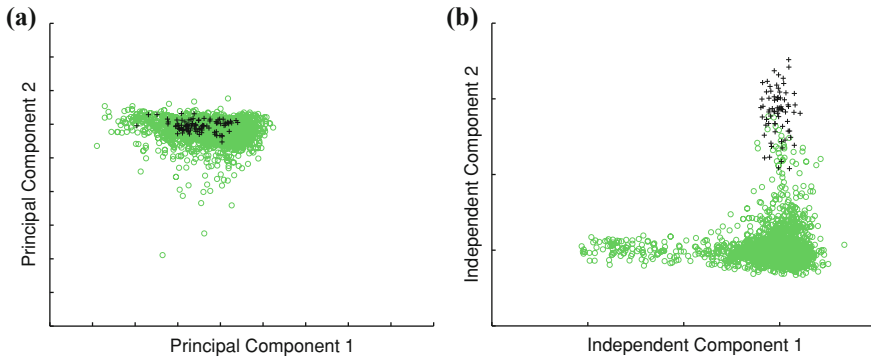 (a)
Principal Component 2
Principal Component 1
(b)
Independent Component 2
Independent Component 1